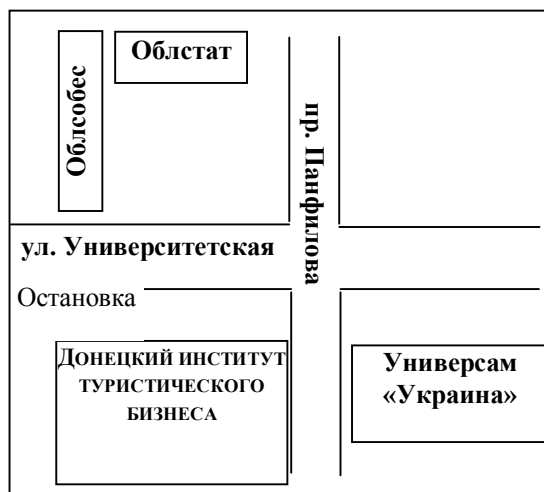 Облстат
Облсобес
пр. Панфилова
ул. Университетская
Остановка
ДОНЕЦКИЙ ИНСТИТУТ
ТУРИСТИЧЕСКОГО
БИЗНЕСА
Универсам
«Украина»